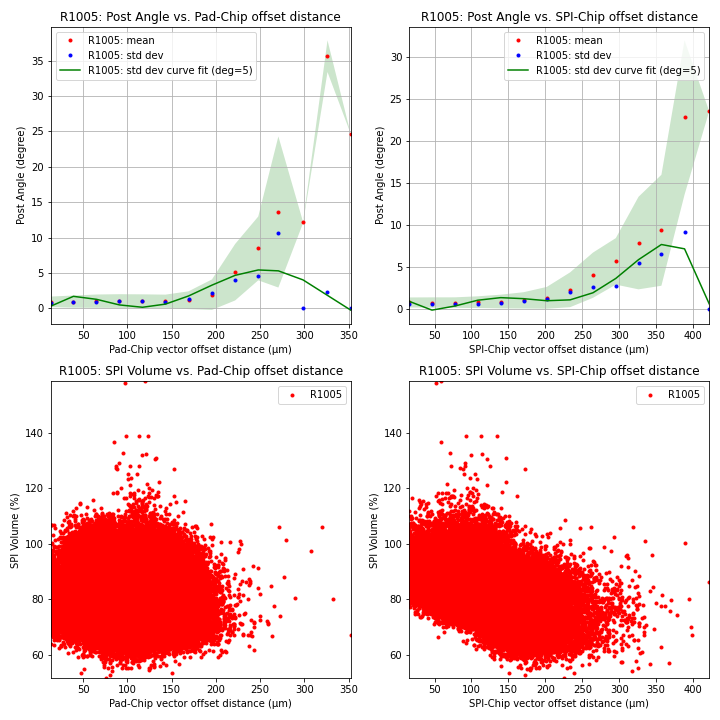 R1005: Post Angle vs. Pad-Chip offset distance
R1005: mean
R1005: std dev
R1005: std dev curve fit (deg=5)
Post Angle (degree)
35
30
25
20
15
10
5
0
50
100
150
200
250
300
350
Pad-Chip vector offset distance (μm)
R1005: Post Angle vs. SPI-Chip offset distance
R1005: mean
R1005: std dev
R1005: std dev curve fit (deg=5)
Post Angle (degree)
30
25
20
15
10
5
0
50
100
150
200
250
300
350
400
SPI-Chip vector offset distance (μm)
R1005: SPI Volume vs. Pad-Chip offset distance
R1005
SPI Volume (%)
140
120
100
80
60
50
100
150
200
250
300
350
Pad-Chip vector offset distance (μm)
R1005: SPI Volume vs. SPI-Chip offset distance
R1005
SPI Volume (%)
140
120
100
80
60
50
100
150
200
250
300
350
400
SPI-Chip vector offset distance (μm)